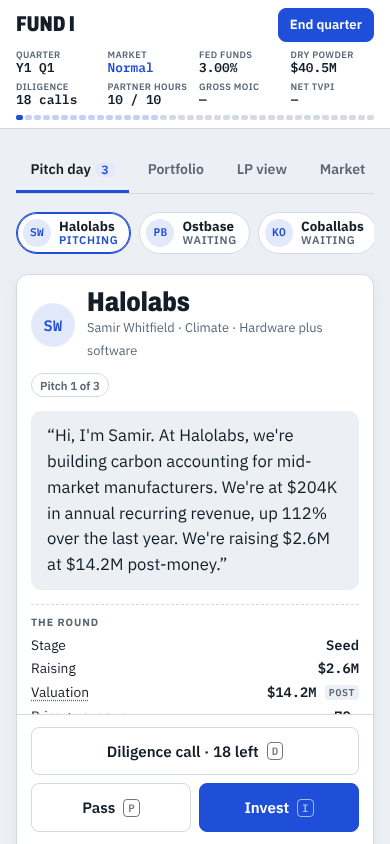 FUND I
End quarter
QUARTER MARKET FED FUNDS DRY POWDER
Y1 Q1 Normal 3.00% $40.5M
DILIGENCE PARTNER HOURS GROSS MOIC NET TVPI
18 calls 10 / 10 — —
Pitch day 3 Portfolio LP view Market
SW Halolabs PITCHING
PB Ostbase WAITING
KO Coballabs WAITING
SW
Halolabs
Samir Whitfield · Climate · Hardware plus
software
Pitch 1 of 3
“Hi, I'm Samir. At Halolabs, we're
building carbon accounting for mid-
market manufacturers. We're at $204K
in annual recurring revenue, up 112%
over the last year. We're raising $2.6M
at $14.2M post-money.”
THE ROUND
Stage Seed
Raising $2.6M
Valuation $14.2M POST
Diligence call · 18 left D
Pass P
Invest I